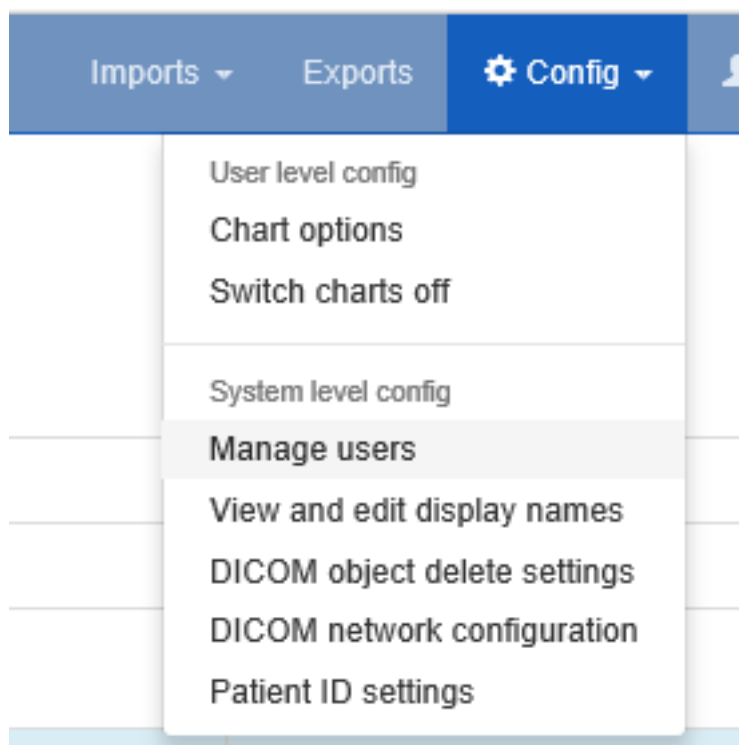 Imports Exports Config
User level config
Chart options
Switch charts off
System level config
Manage users
View and edit display names
DICOM object delete settings
DICOM network configuration
Patient ID settings